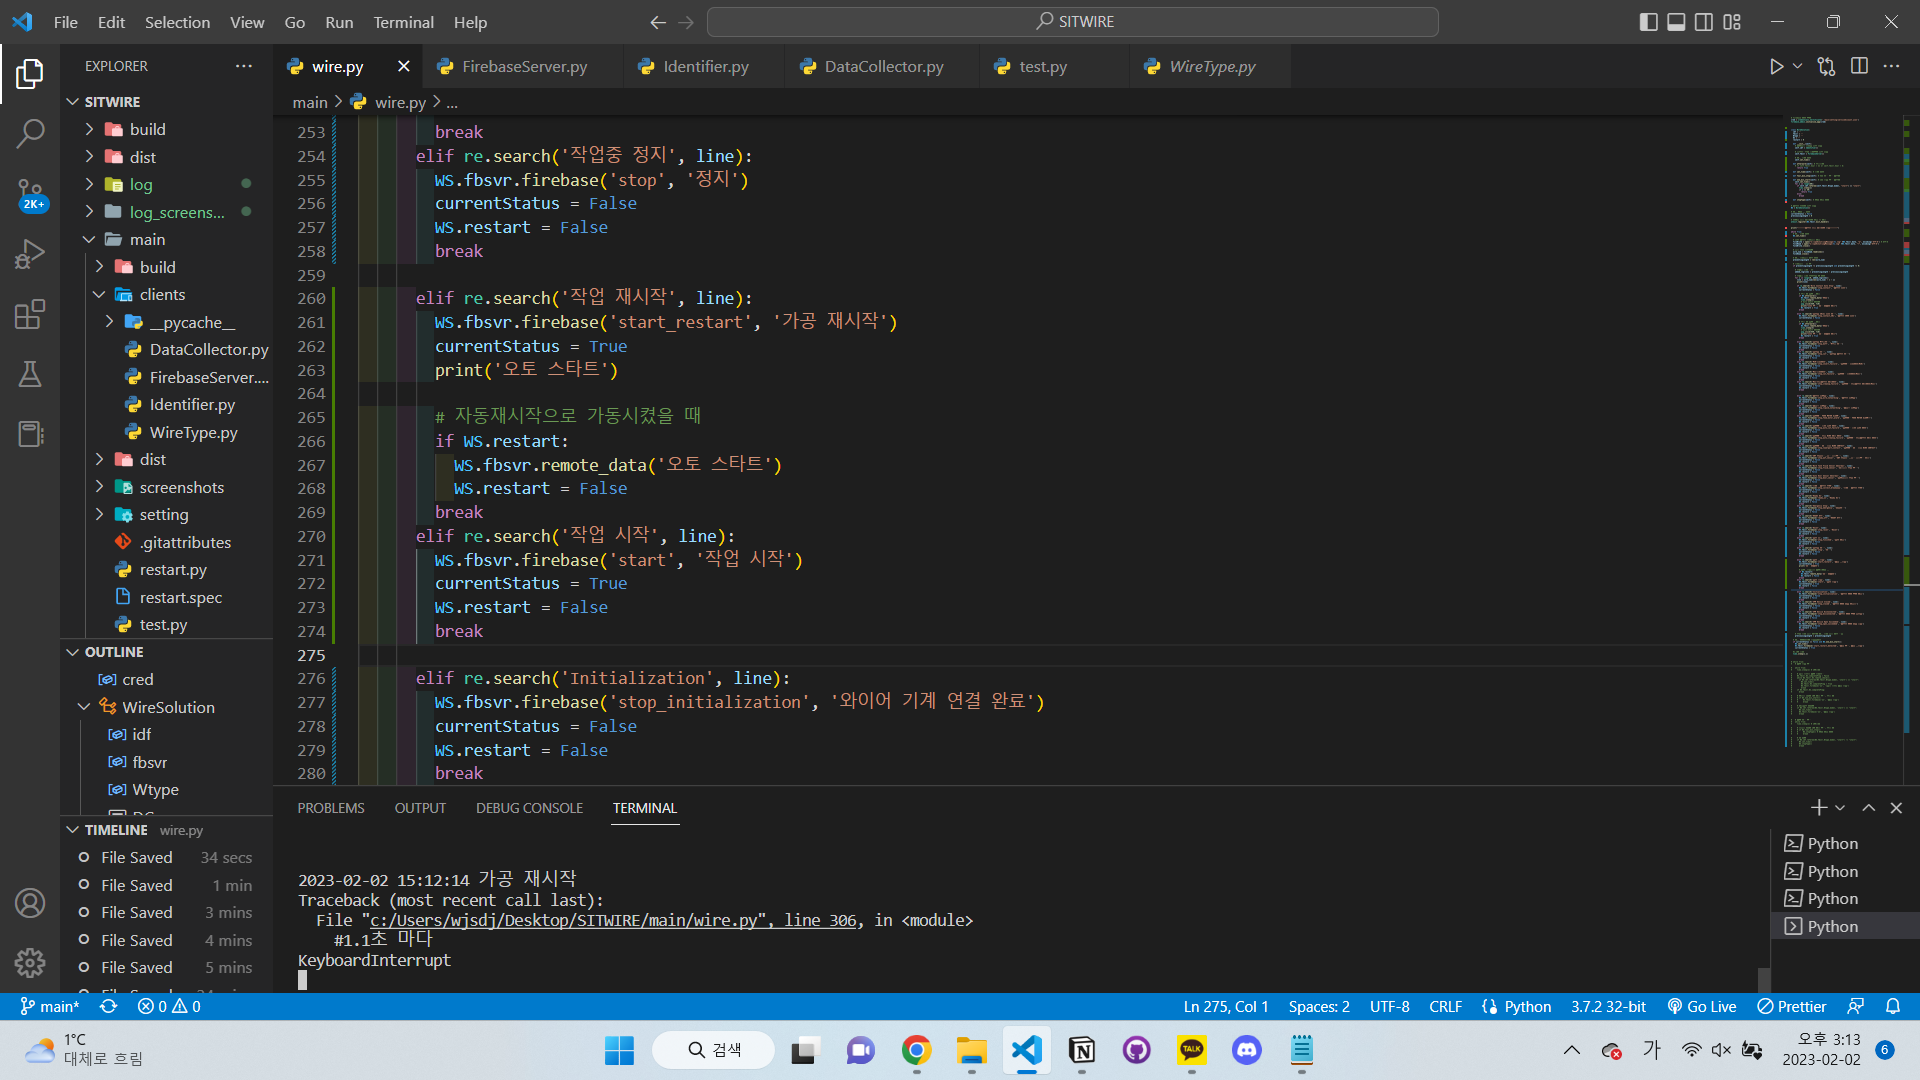 File Edit Selection View Go Run Terminal Help
SITWIRE
EXPLORER
SITWIRE
build
dist
log
log_screens...
main
build
clients
__pycache__
DataCollector.py
FirebaseServer....
Identifier.py
WireType.py
dist
screenshots
setting
.gitattributes
restart.py
restart.spec
test.py
OUTLINE
cred
WireSolution
idf
fbsvr
Wtype
TIMELINE wire.py
File Saved 34 secs
File Saved 1 min
File Saved 3 mins
File Saved 4 mins
File Saved 5 mins
2K+
wire.py FirebaseServer.py Identifier.py DataCollector.py test.py WireType.py
main > wire.py > ...
253 break
254 elif re.search('작업중 정지', line):
255 WS.fbsvr.firebase('stop', '정지')
256 currentStatus = False
257 WS.restart = False
258 break
259
260 elif re.search('작업 재시작', line):
261 WS.fbsvr.firebase('start_restart', '가공 재시작')
262 currentStatus = True
263 print('오토 스타트')
264
265 # 자동재시작으로 가동시켰을 때
266 if WS.restart:
267 WS.fbsvr.remote_data('오토 스타트')
268 WS.restart = False
269 break
270 elif re.search('작업 시작', line):
271 WS.fbsvr.firebase('start', '작업 시작')
272 currentStatus = True
273 WS.restart = False
274 break
275
276 elif re.search('Initialization', line):
277 WS.fbsvr.firebase('stop_initialization', '와이어 기계 연결 완료')
278 currentStatus = False
279 WS.restart = False
280 break
PROBLEMS OUTPUT DEBUG CONSOLE TERMINAL
2023-02-02 15:12:14 가공 재시작
Traceback (most recent call last):
File "c:/Users/wjsdj/Desktop/SITWIRE/main/wire.py", line 306, in <module>
#1.1초 마다
KeyboardInterrupt
Python
Python
Python
Python
main* 0 0 Ln 275, Col 1 Spaces: 2 UTF-8 CRLF Python 3.7.2 32-bit Go Live Prettier
1°C
대체로 흐림
검색
TALK
가
오후 3:13
2023-02-02
6